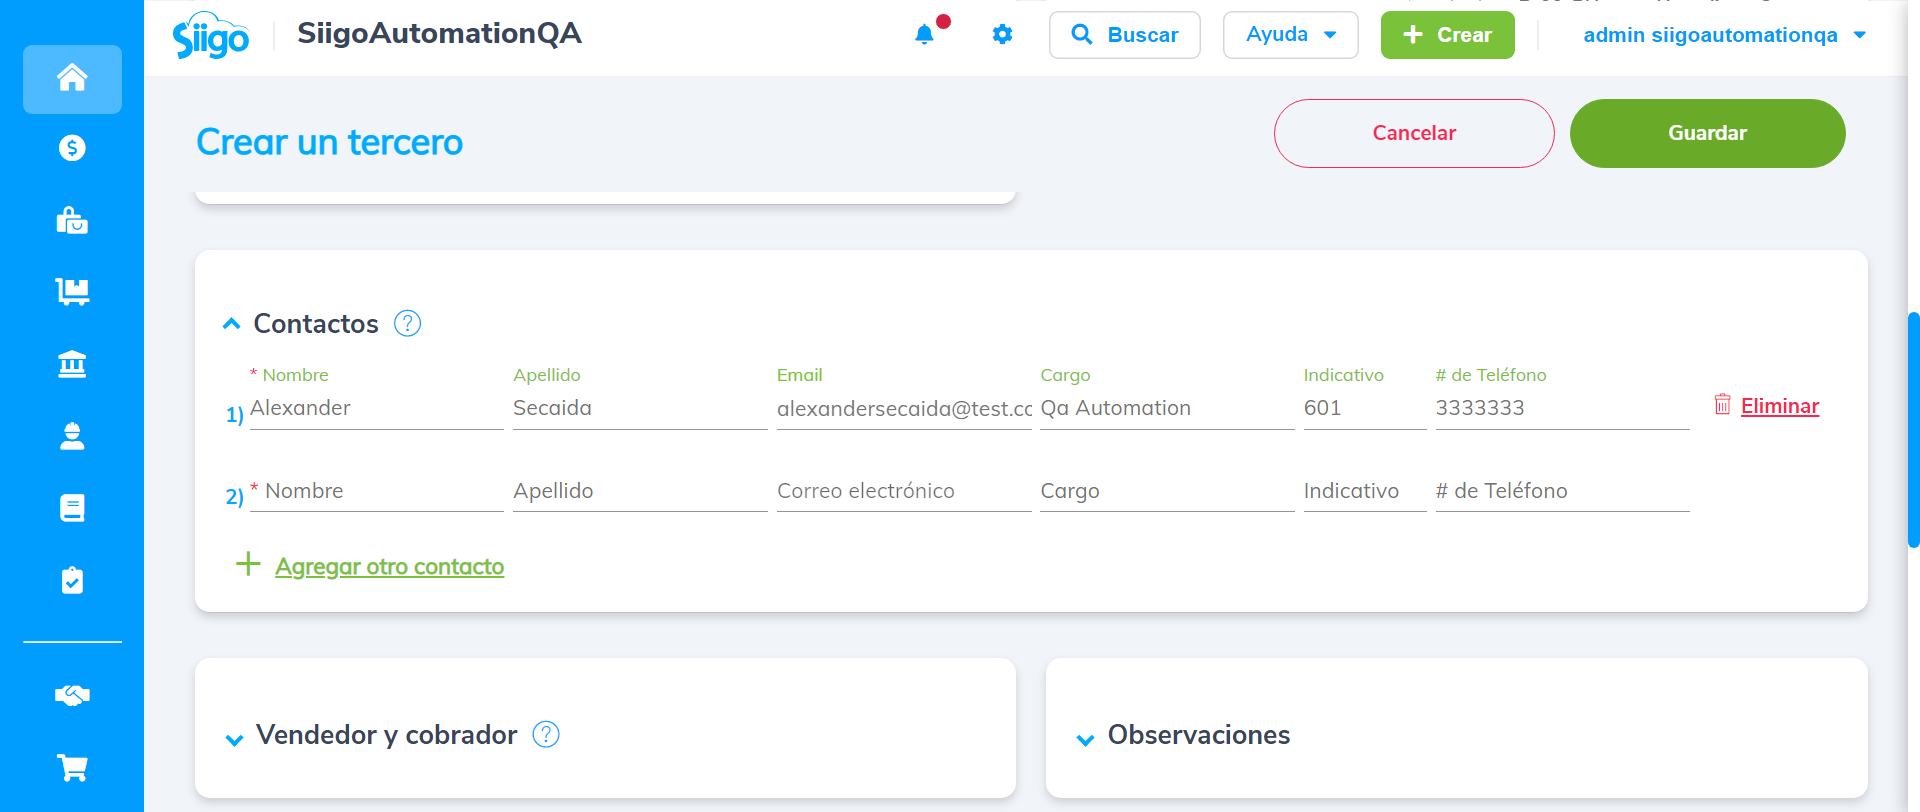 Siigo SiigoAutomationQA Buscar Ayuda Crear admin siigoautomationqa
Crear un tercero Cancelar Guardar
Contactos ?
* Nombre Apellido Email Cargo Indicativo # de Teléfono
1) Alexander Secaida alexandersecaida@test.cc Qa Automation 601 3333333 Eliminar
2) * Nombre Apellido Correo electrónico Cargo Indicativo # de Teléfono
Agregar otro contacto
Vendedor y cobrador ? Observaciones